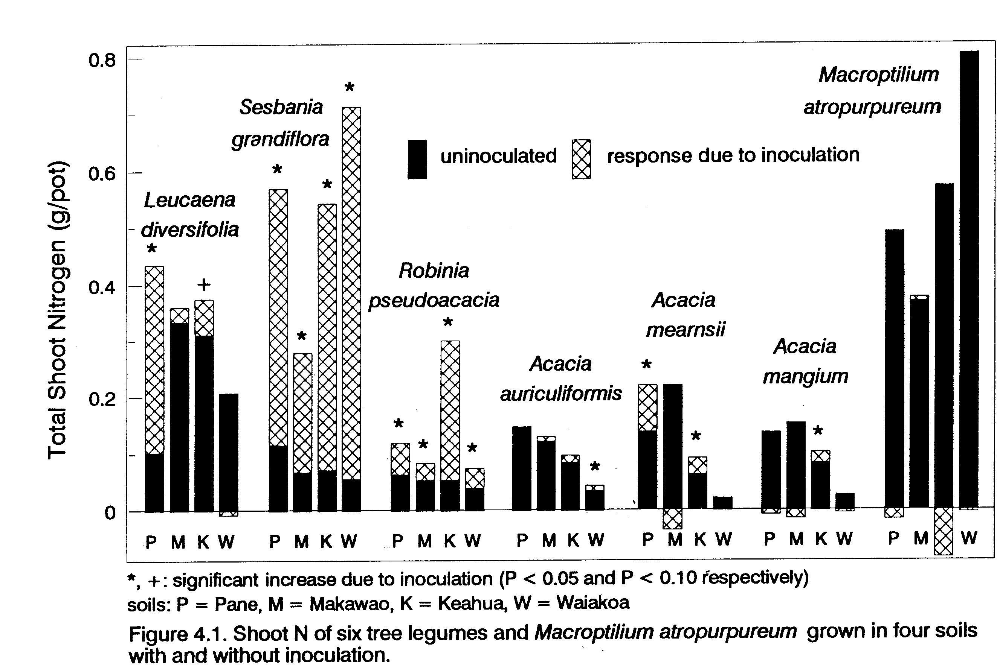 0.8
0.6
0.4
0.2
0
Total Shoot Nitrogen (g/pot)
Leucaena
diversifolia
*
+
Sesbania
grandiflora
*
*
*
*
uninoculated
response due to inoculation
Robinia
pseudoacacia
*
*
*
*
Acacia
auriculiformis
*
Acacia
mearnsii
*
*
Acacia
mangium
*
Macroptilium
atropurpureum
P M K W P M K W P M K W P M K W P M K W P M K W P M W
*, +: significant increase due to inoculation (P < 0.05 and P < 0.10 respectively)
soils: P = Pane, M = Makawao, K = Keahua, W = Waiakoa
Figure 4.1. Shoot N of six tree legumes and Macroptilium atropurpureum grown in four soils
with and without inoculation.